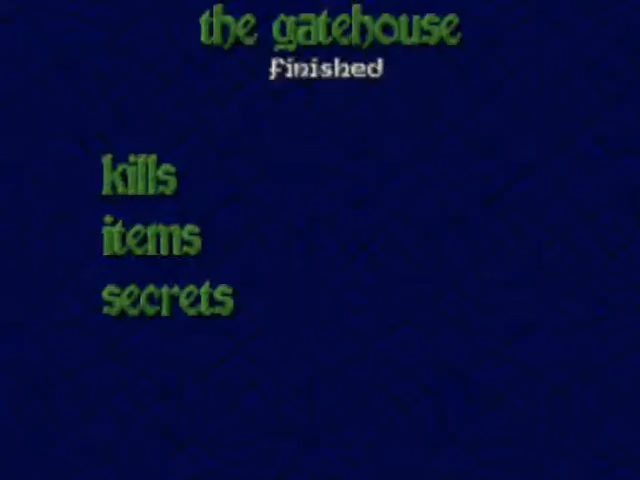 the gatehouse
finished
kills
items
secrets